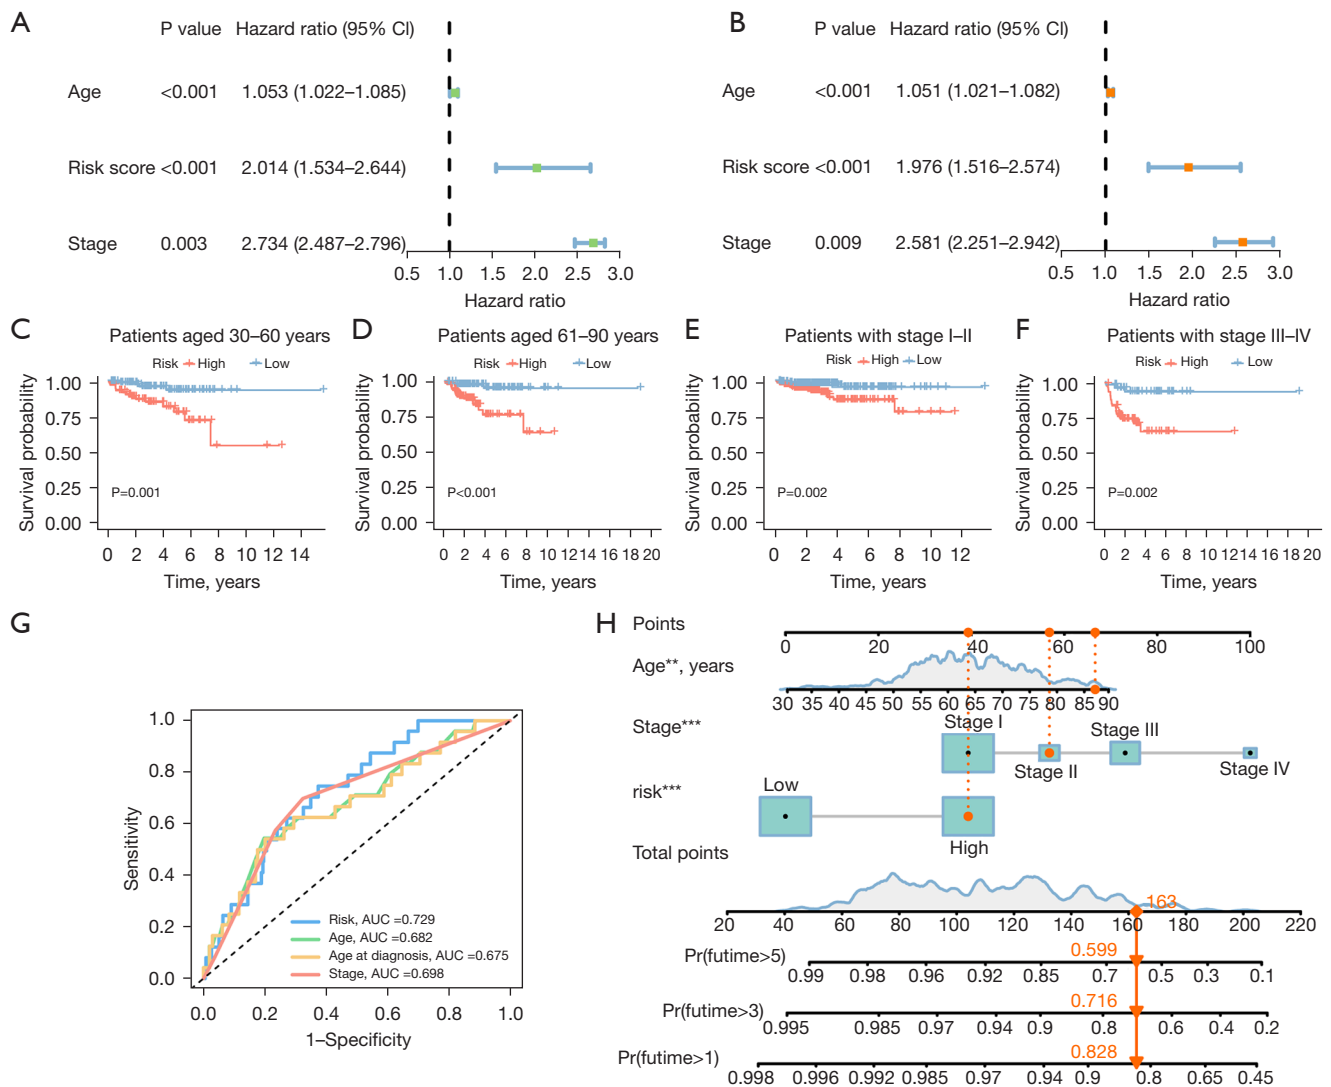 A
P value Hazard ratio (95% CI)
Age <0.001 1.053 (1.022–1.085)
Risk score <0.001 2.014 (1.534–2.644)
Stage 0.003 2.734 (2.487–2.796)
0.5 1.0 1.5 2.0 2.5 3.0
Hazard ratio
B
P value Hazard ratio (95% CI)
Age <0.001 1.051 (1.021–1.082)
Risk score <0.001 1.976 (1.516–2.574)
Stage 0.009 2.581 (2.251–2.942)
0.5 1.0 1.5 2.0 2.5 3.0
Hazard ratio
C
Patients aged 30–60 years
Risk High Low
Survival probability
1.00
0.75
0.50
0.25
0.00
P=0.001
0 2 4 6 8 10 12 14
Time, years
D
Patients aged 61–90 years
Risk High Low
Survival probability
1.00
0.75
0.50
0.25
0.00
P<0.001
0 2 4 6 8 10 12 14 16 18 20
Time, years
E
Patients with stage I–II
Risk High Low
Survival probability
1.00
0.75
0.50
0.25
0.00
P=0.002
0 2 4 6 8 10 12
Time, years
F
Patients with stage III–IV
Risk High Low
Survival probability
1.00
0.75
0.50
0.25
0.00
P=0.002
0 2 4 6 8 10 12 14 16 18 20
Time, years
G
Sensitivity
1.0
0.8
0.6
0.4
0.2
0.0
Risk, AUC =0.729
Age, AUC =0.682
Age at diagnosis, AUC =0.675
Stage, AUC =0.698
0.0 0.2 0.4 0.6 0.8 1.0
1–Specificity
H
Points
0 20 40 60 80 100
Age**, years
30 35 40 45 50 55 60 65 70 75 80 85 90
Stage***
Stage I
Stage II
Stage III
Stage IV
risk***
Low
High
Total points
163
20 40 60 80 100 120 140 160 180 200 220
Pr(futime>5)
0.599
0.99 0.98 0.96 0.92 0.85 0.7 0.5 0.3 0.1
Pr(futime>3)
0.716
0.995 0.985 0.97 0.94 0.9 0.8 0.6 0.4 0.2
Pr(futime>1)
0.828
0.998 0.996 0.992 0.985 0.97 0.94 0.9 0.8 0.65 0.45